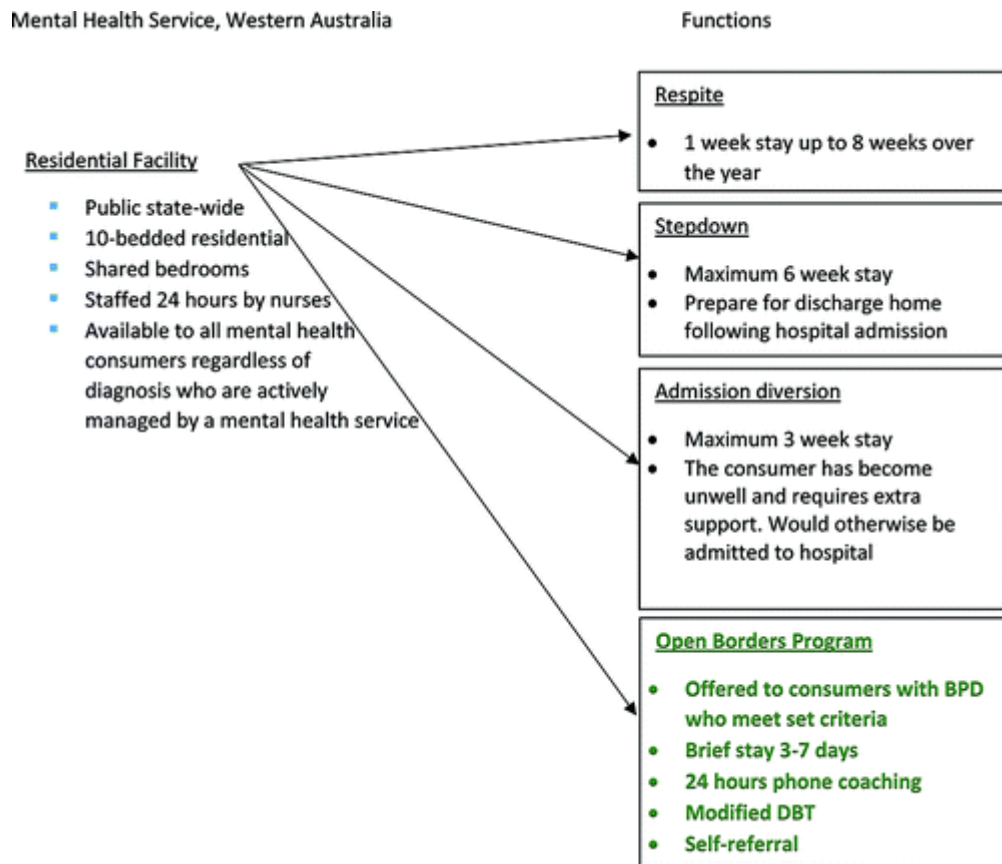 Mental Health Service, Western Australia
Functions
Residential Facility
Public state-wide
10-bedded residential
Shared bedrooms
Staffed 24 hours by nurses
Available to all mental health
consumers regardless of
diagnosis who are actively
managed by a mental health service
Respite
1 week stay up to 8 weeks over
the year
Stepdown
Maximum 6 week stay
Prepare for discharge home
following hospital admission
Admission diversion
Maximum 3 week stay
The consumer has become
unwell and requires extra
support. Would otherwise be
admitted to hospital
Open Borders Program
Offered to consumers with BPD
who meet set criteria
Brief stay 3-7 days
24 hours phone coaching
Modified DBT
Self-referral